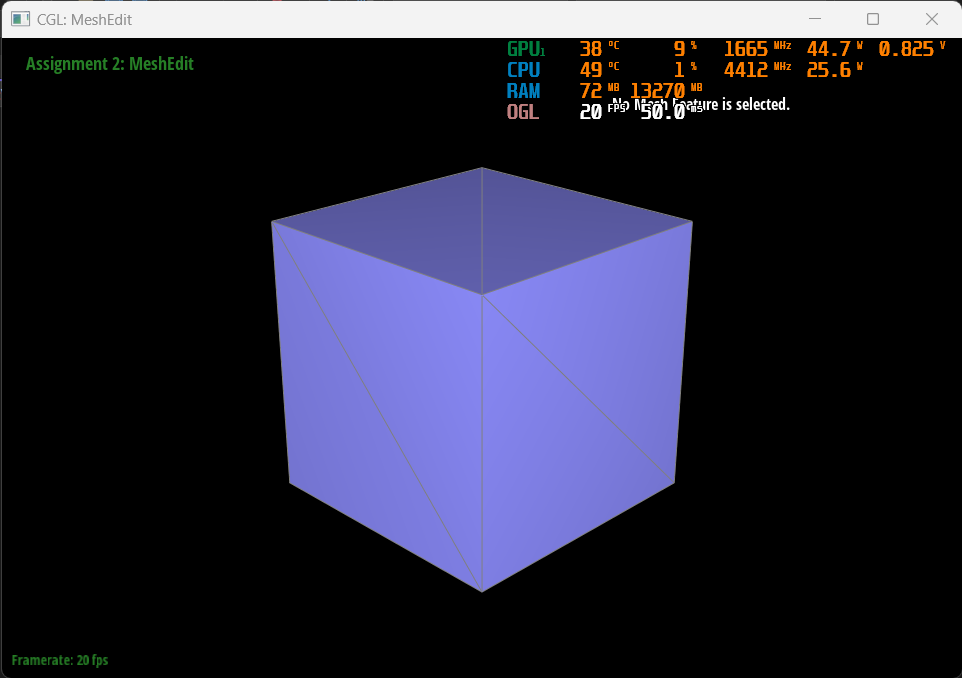 CGL: MeshEdit
Assignment 2: MeshEdit
GPU1 38 °C 9 % 1665 MHz 44.7 W 0.825 V
CPU 49 °C 1 % 4412 MHz 25.6 W
RAM 72 MB 13270 MB
No Mesh Feature is selected.
OGL 20 FPS 50.0 ms
Framerate: 20 fps